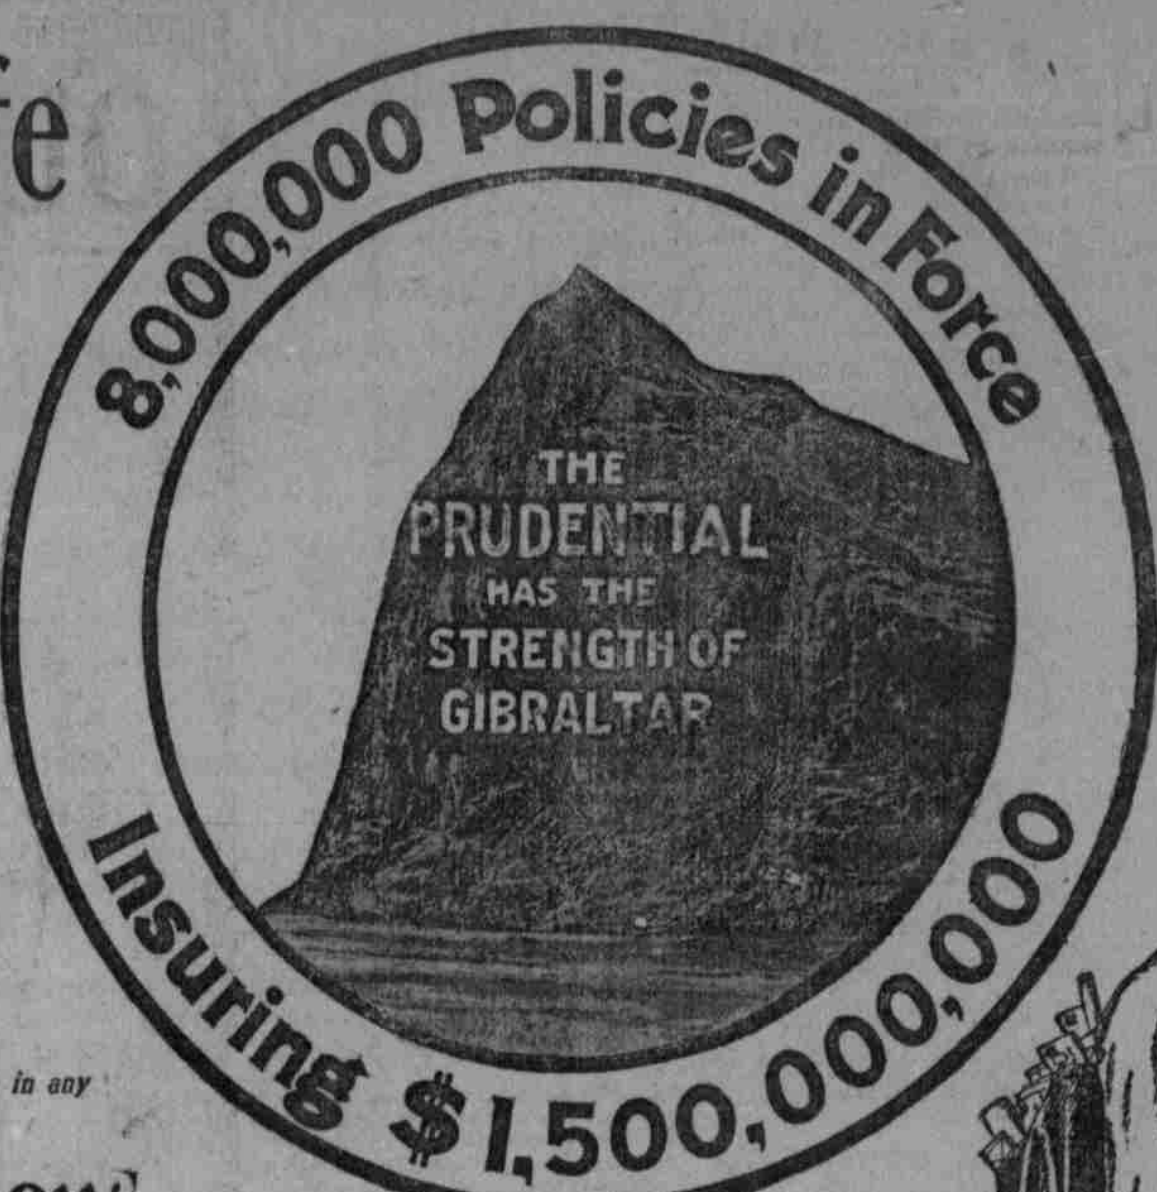 8,000,000 Policies in Force
THE
PRUDENTIAL
HAS THE
STRENGTH OF
GIBRALTAR
Insuring $1,500,000,000
in any